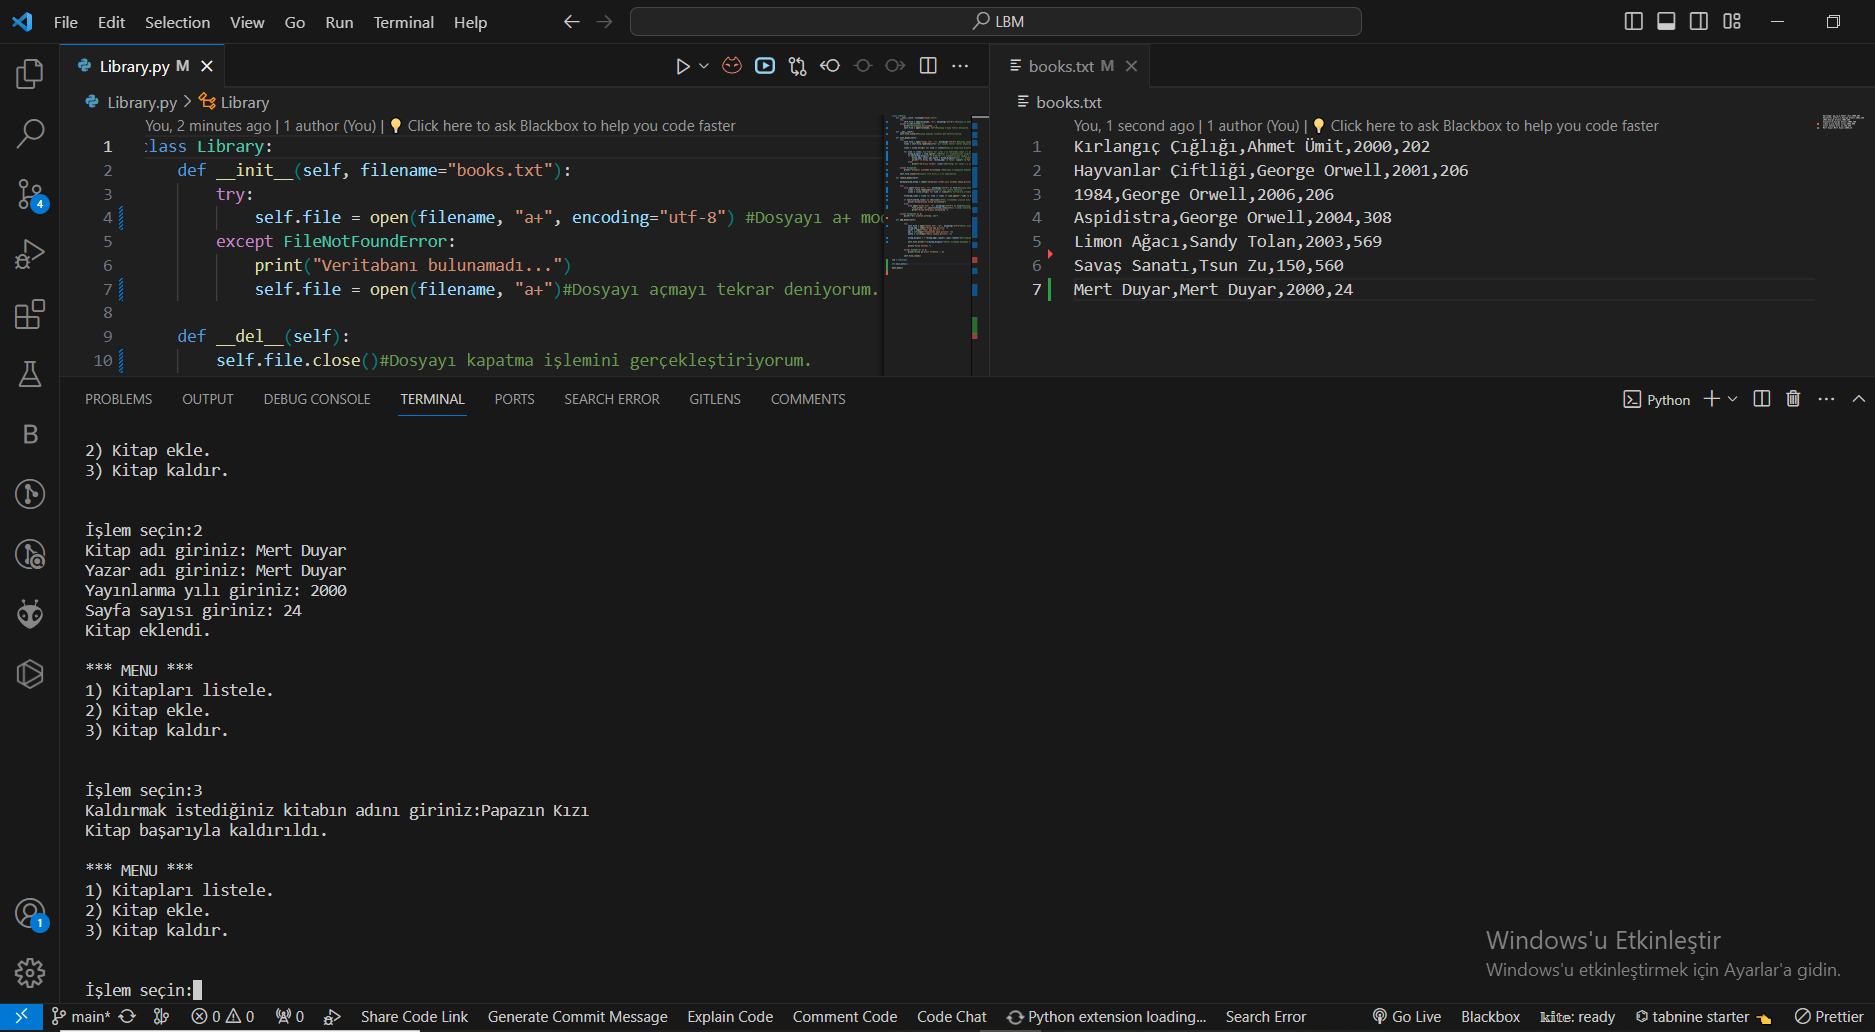 File Edit Selection View Go Run Terminal Help
LBM
Library.py M
books.txt M
Library.py > Library
books.txt
You, 2 minutes ago | 1 author (You) | Click here to ask Blackbox to help you code faster
1 :lass Library:
2 def __init__(self, filename="books.txt"):
3 try:
4 self.file = open(filename, "a+", encoding="utf-8") #Dosyayı a+ mo
5 except FileNotFoundError:
6 print("Veritabanı bulunamadı...")
7 self.file = open(filename, "a+")#Dosyayı açmayı tekrar deniyorum.
8
9 def __del__(self):
10 self.file.close()#Dosyayı kapatma işlemini gerçekleştiriyorum.
You, 1 second ago | 1 author (You) | Click here to ask Blackbox to help you code faster
1 Kırlangıç Çığlığı,Ahmet Ümit,2000,202
2 Hayvanlar Çiftliği,George Orwell,2001,206
3 1984,George Orwell,2006,206
4 Aspidistra,George Orwell,2004,308
5 Limon Ağacı,Sandy Tolan,2003,569
6 Savaş Sanatı,Tsun Zu,150,560
7 Mert Duyar,Mert Duyar,2000,24
PROBLEMS OUTPUT DEBUG CONSOLE TERMINAL PORTS SEARCH ERROR GITLENS COMMENTS
Python
2) Kitap ekle.
3) Kitap kaldır.
İşlem seçin:2
Kitap adı giriniz: Mert Duyar
Yazar adı giriniz: Mert Duyar
Yayınlanma yılı giriniz: 2000
Sayfa sayısı giriniz: 24
Kitap eklendi.
*** MENU ***
1) Kitapları listele.
2) Kitap ekle.
3) Kitap kaldır.
İşlem seçin:3
Kaldırmak istediğiniz kitabın adını giriniz:Papazın Kızı
Kitap başarıyla kaldırıldı.
*** MENU ***
1) Kitapları listele.
2) Kitap ekle.
3) Kitap kaldır.
İşlem seçin:
4
B
1
Windows'u Etkinleştir
Windows'u etkinleştirmek için Ayarlar'a gidin.
main* 0 0 0 Share Code Link Generate Commit Message Explain Code Comment Code Code Chat Python extension loading... Search Error Go Live Blackbox kite: ready tabnine starter Prettier